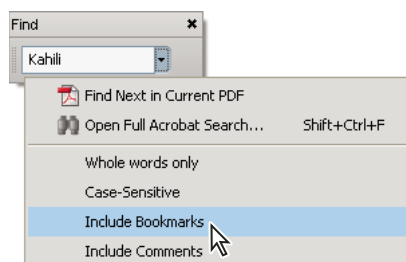 Find
Kahili
Find Next in Current PDF
Open Full Acrobat Search... Shift+Ctrl+F
Whole words only
Case-Sensitive
Include Bookmarks
Include Comments